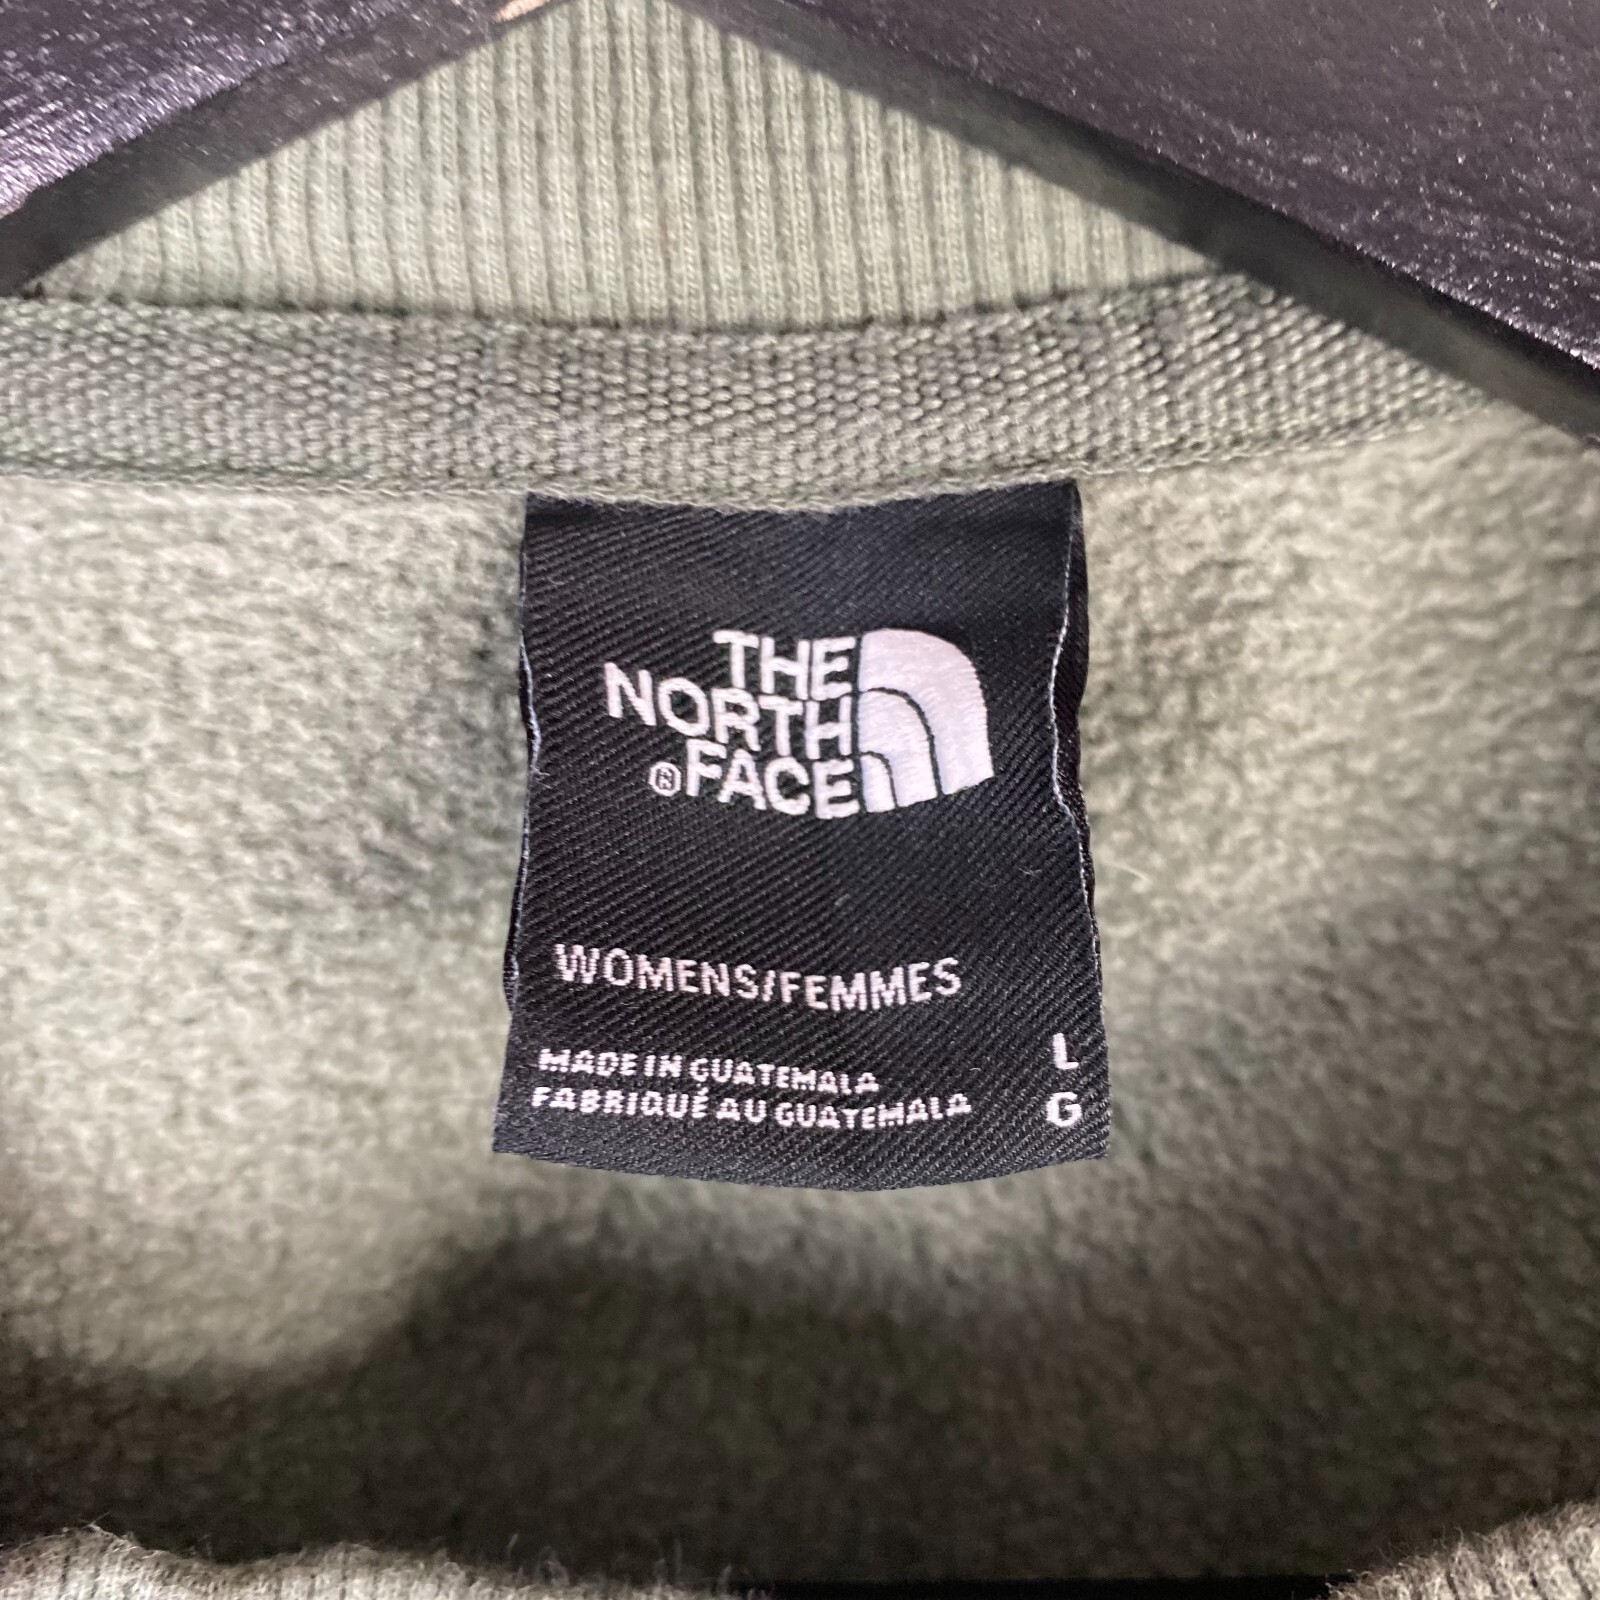 THE
NORTH
®FACE
WOMENS/FEMMES
MADE IN GUATEMALA L
FABRIQUÉ AU GUATEMALA G